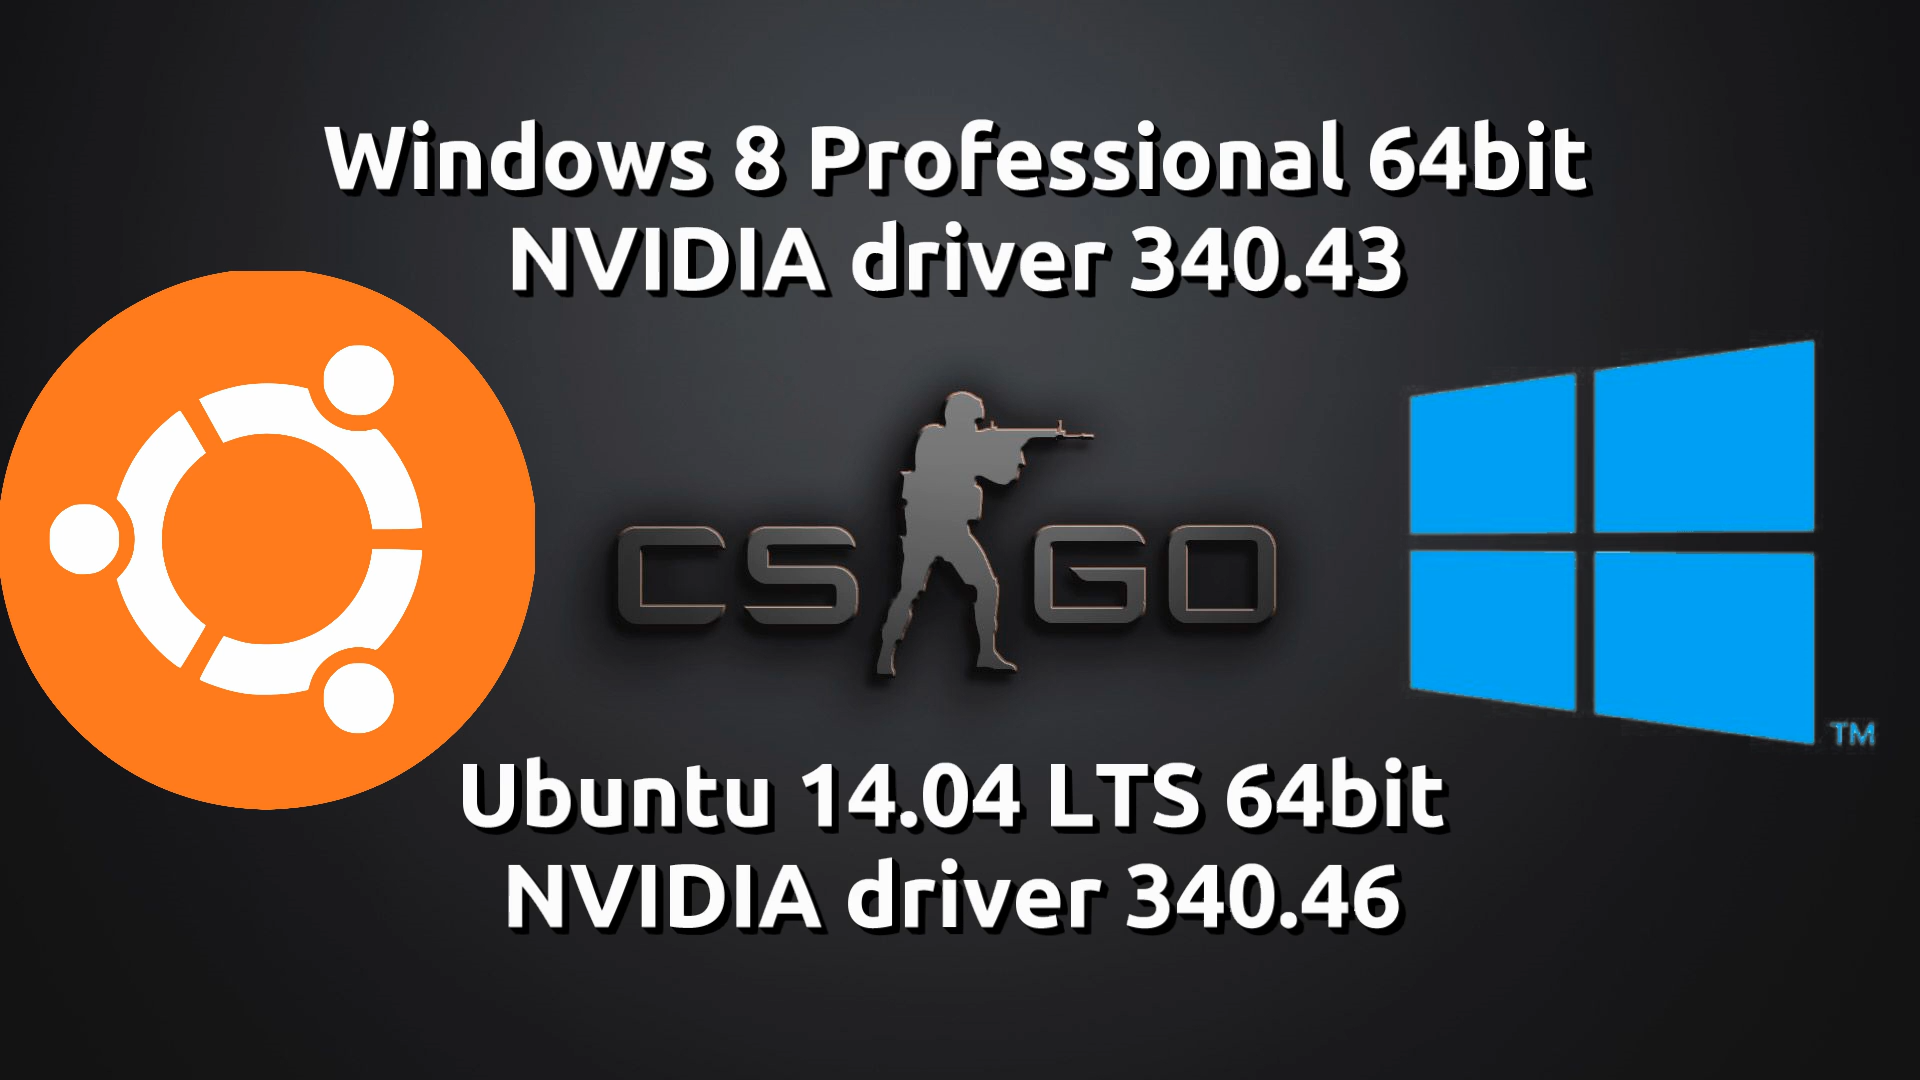 Windows 8 Professional 64bit
NVIDIA driver 340.43
CS GO
TM
Ubuntu 14.04 LTS 64bit
NVIDIA driver 340.46